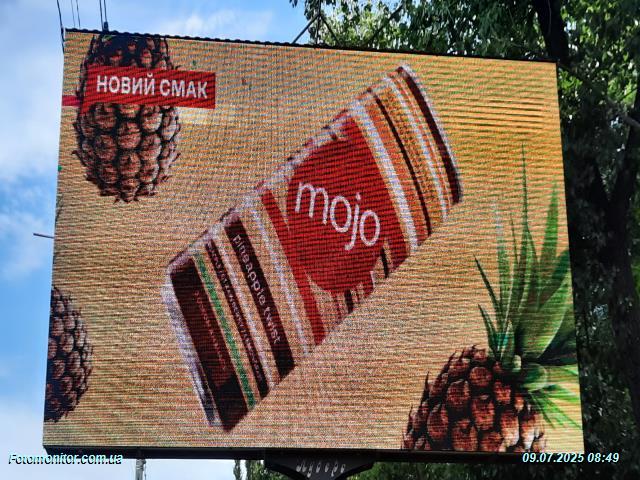 НОВИЙ СМАК
mojo
pineapple twist
Fotomonitor.com.ua
09.07.2025 08:49